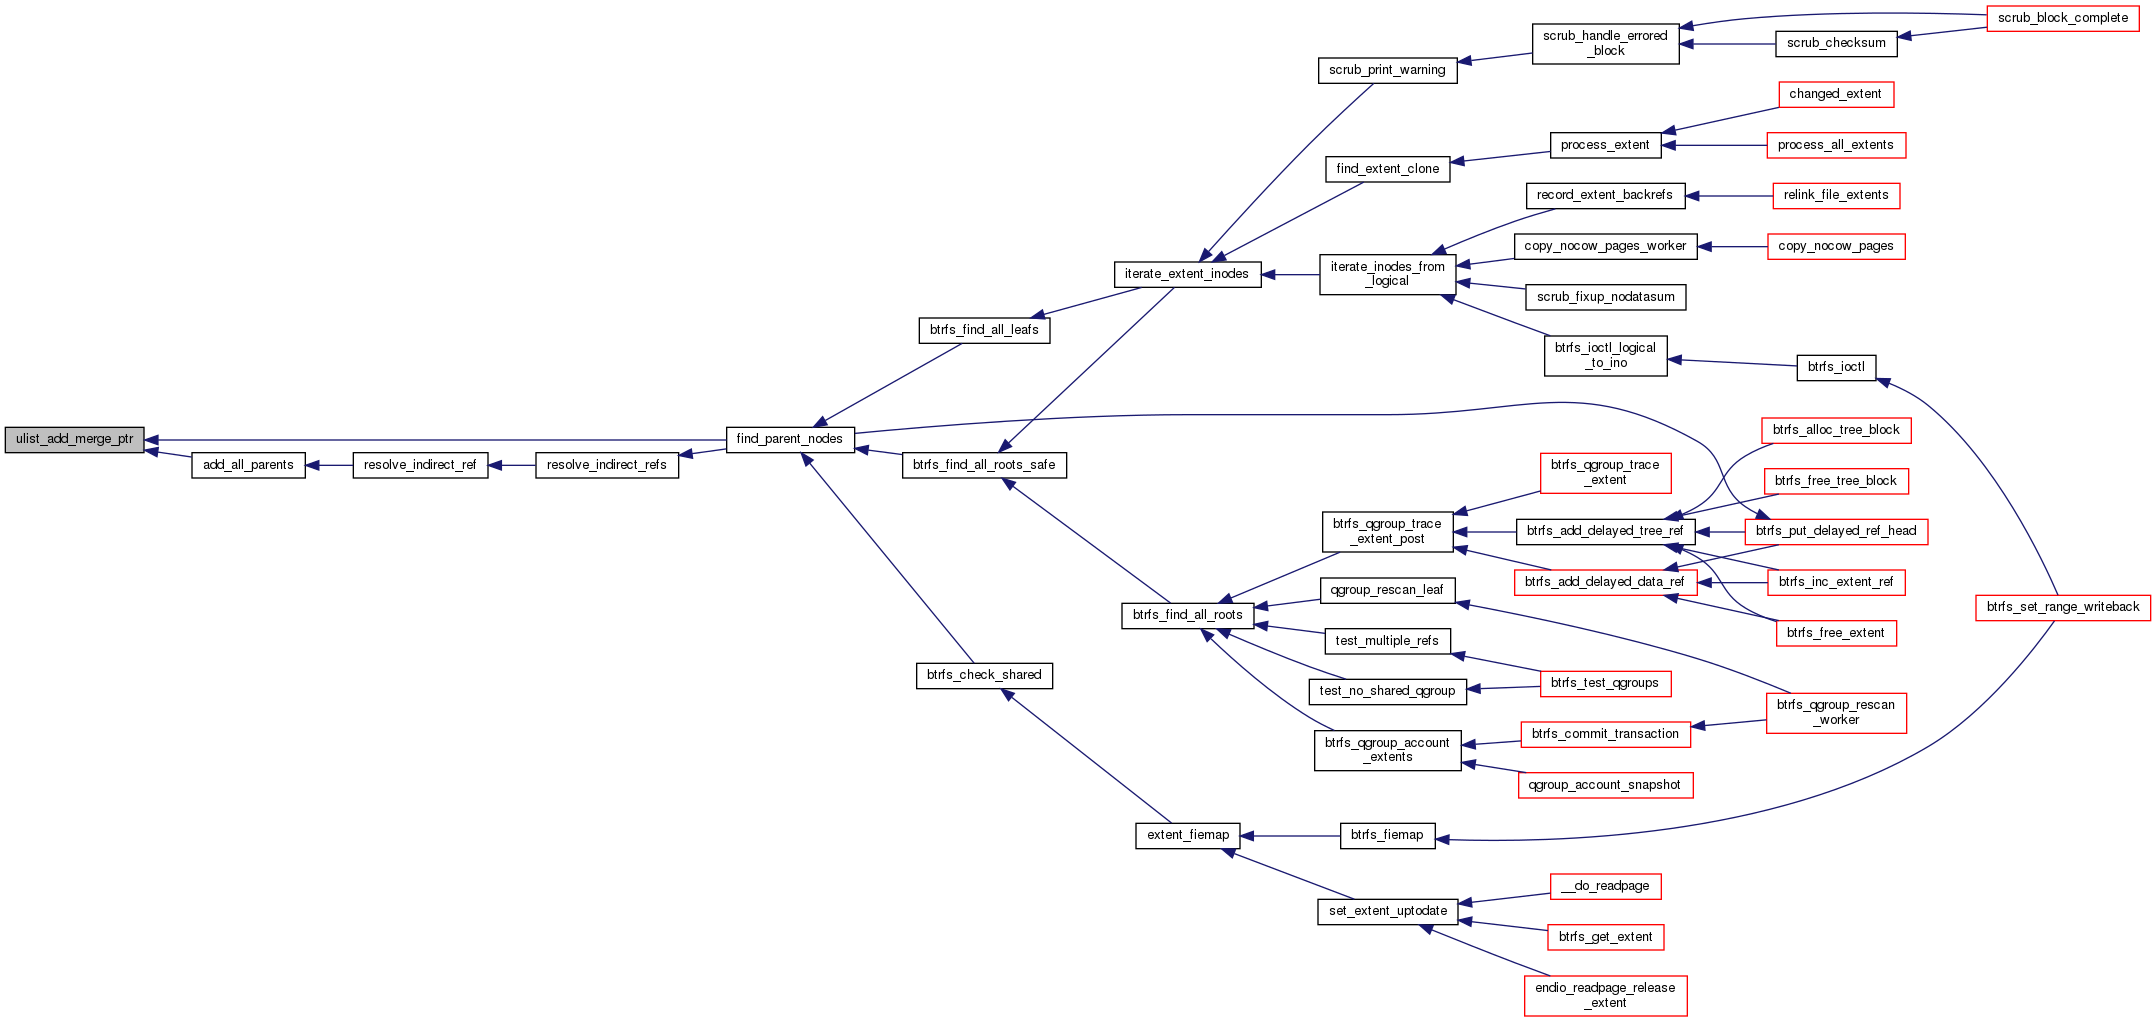 scrub_block_complete
scrub_handle_errored
_block
scrub_checksum
scrub_print_warning
changed_extent
process_extent
process_all_extents
find_extent_clone
record_extent_backrefs
relink_file_extents
copy_nocow_pages_worker
copy_nocow_pages
iterate_extent_inodes
iterate_inodes_from
_logical
scrub_fixup_nodatasum
btrfs_find_all_leafs
btrfs_ioctl_logical
_to_ino
btrfs_ioctl
ulist_add_merge_ptr
find_parent_nodes
btrfs_alloc_tree_block
add_all_parents
resolve_indirect_ref
resolve_indirect_refs
btrfs_find_all_roots_safe
btrfs_qgroup_trace
_extent
btrfs_free_tree_block
btrfs_qgroup_trace
_extent_post
btrfs_add_delayed_tree_ref
btrfs_put_delayed_ref_head
btrfs_add_delayed_data_ref
btrfs_inc_extent_ref
qgroup_rescan_leaf
btrfs_set_range_writeback
btrfs_find_all_roots
test_multiple_refs
btrfs_free_extent
btrfs_check_shared
test_no_shared_qgroup
btrfs_test_qgroups
btrfs_qgroup_rescan
_worker
btrfs_qgroup_account
_extents
btrfs_commit_transaction
qgroup_account_snapshot
extent_fiemap
btrfs_fiemap
__do_readpage
set_extent_uptodate
btrfs_get_extent
endio_readpage_release
_extent